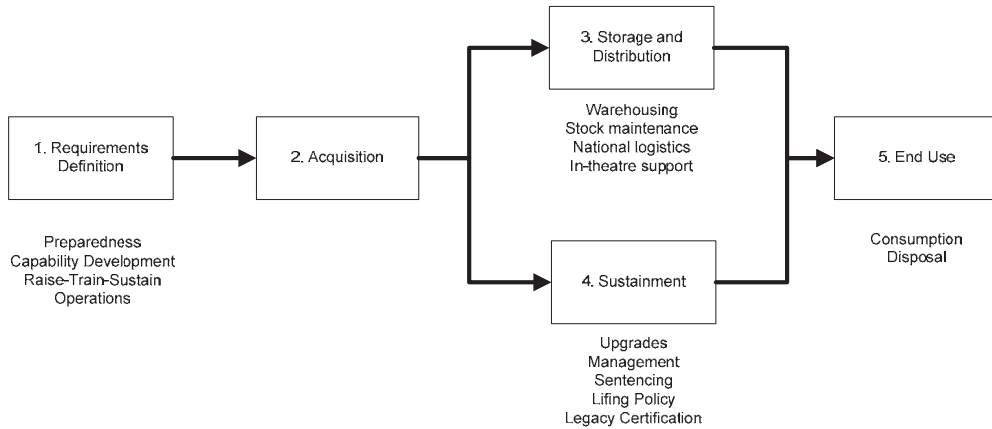 1. Requirements
Definition
Preparedness
Capability Development
Raise-Train-Sustain
Operations
2. Acquisition
3. Storage and
Distribution
Warehousing
Stock maintenance
National logistics
In-theatre support
4. Sustainment
Upgrades
Management
Sentencing
Lifing Policy
Legacy Certification
5. End Use
Consumption
Disposal